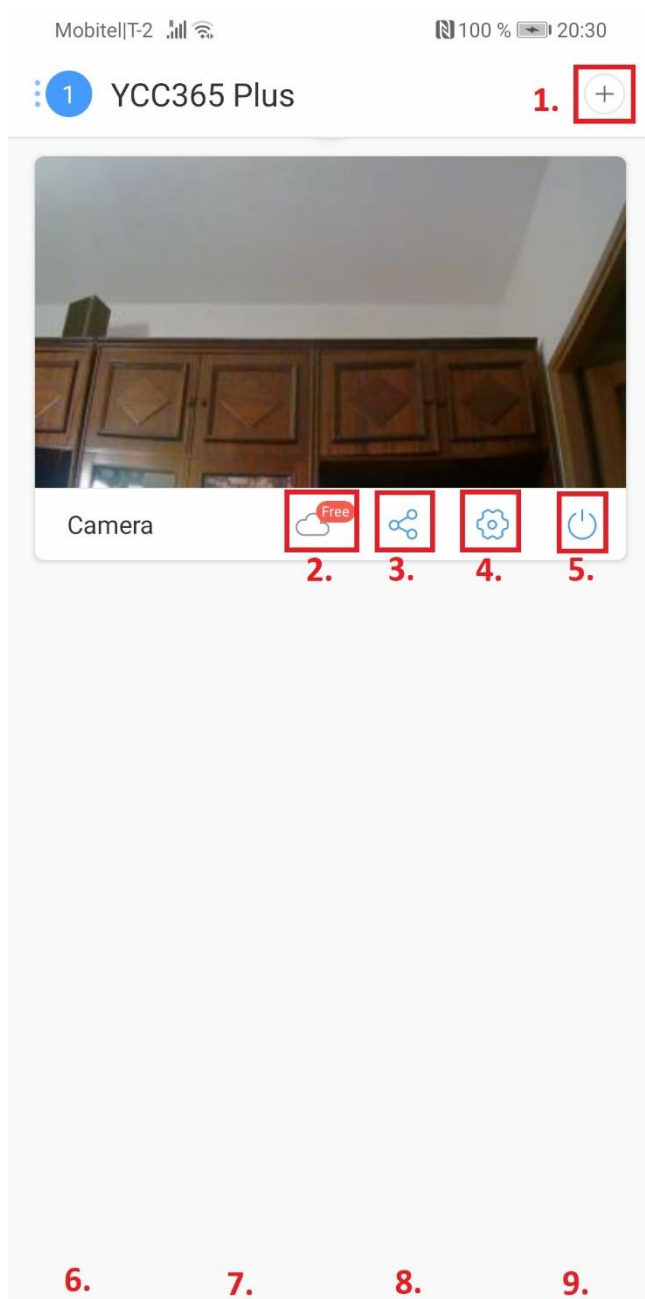 Mobitel|T-2 R 100 % 20:30
1 YCC365 Plus 1. +
Camera Free
2. 3. 4. 5.
6. 7. 8. 9.